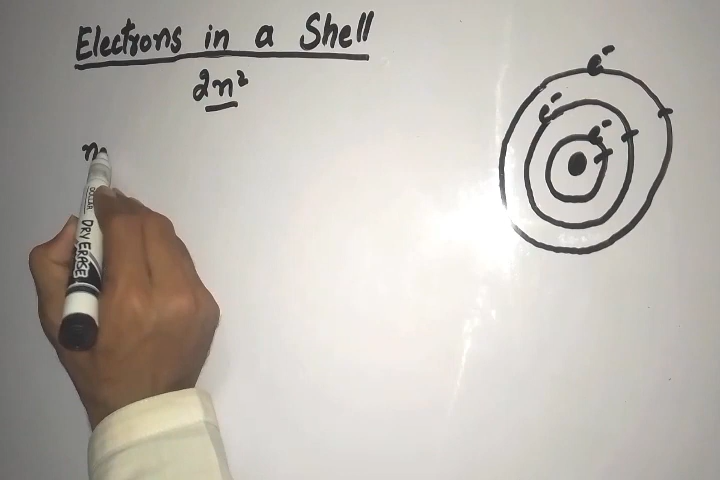 Electrons in a Shell
2n²
n
e⁻
e⁻
e⁻
DRY ERASE